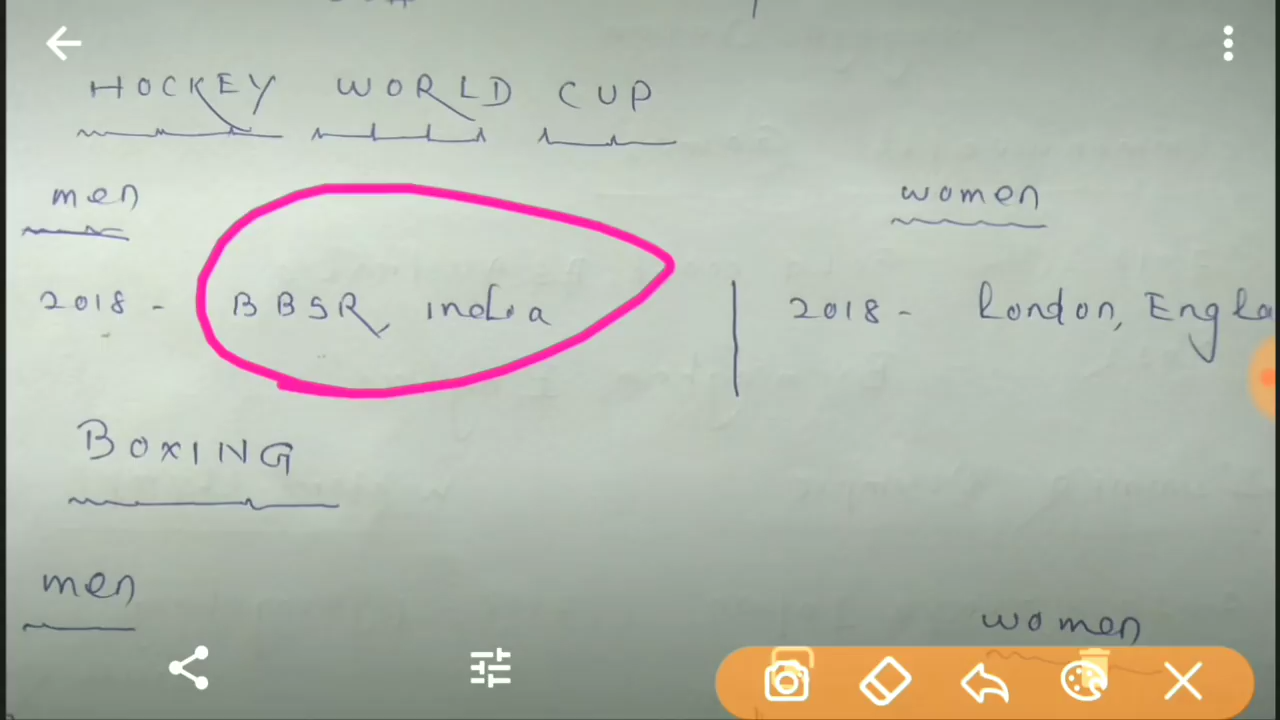 HOCKEY WORLD CUP
men women
2018 - BBSR India 2018 - London, Engla
BOXING
men
women